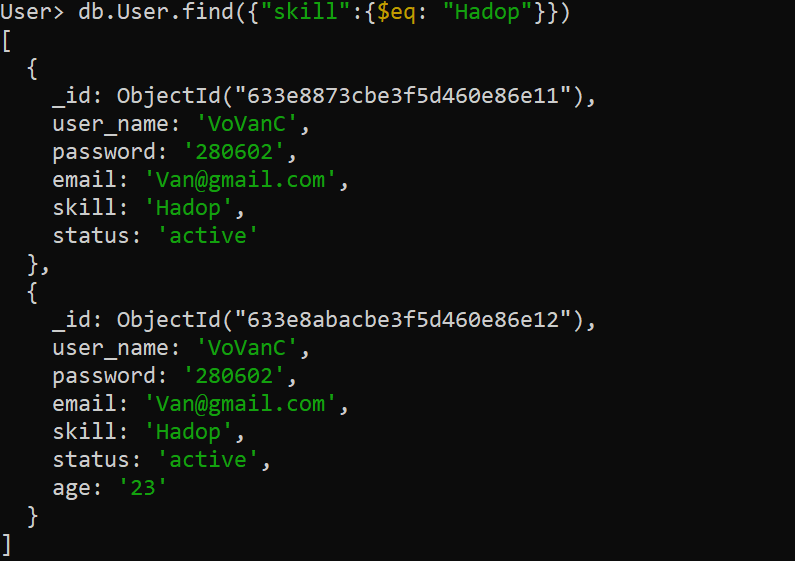 User> db.User.find({"skill":{$eq: "Hadop"}})
[
  {
    _id: ObjectId("633e8873cbe3f5d460e86e11"),
    user_name: 'VoVanC',
    password: '280602',
    email: 'Van@gmail.com',
    skill: 'Hadop',
    status: 'active'
  },
  {
    _id: ObjectId("633e8abacbe3f5d460e86e12"),
    user_name: 'VoVanC',
    password: '280602',
    email: 'Van@gmail.com',
    skill: 'Hadop',
    status: 'active',
    age: '23'
  }
]